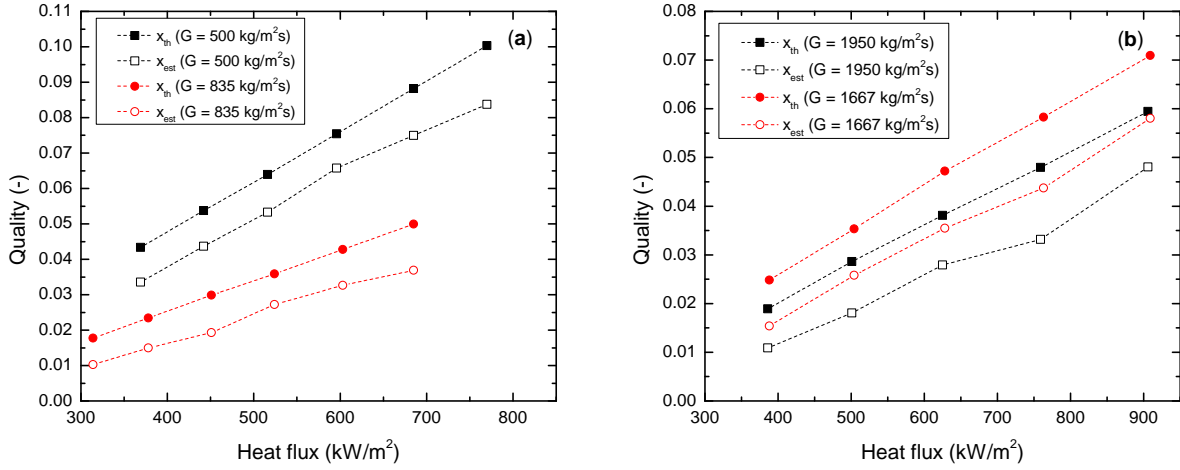 0.11
0.10
0.09
0.08
0.07
0.06
0.05
0.04
0.03
0.02
0.01
0.00
Quality (-)
300 400 500 600 700 800
Heat flux (kW/m²)
x_th (G = 500 kg/m²s)
x_est (G = 500 kg/m²s)
x_th (G = 835 kg/m²s)
x_est (G = 835 kg/m²s)
(a)
0.08
0.07
0.06
0.05
0.04
0.03
0.02
0.01
0.00
Quality (-)
300 400 500 600 700 800 900
Heat flux (kW/m²)
x_th (G = 1950 kg/m²s)
x_est (G = 1950 kg/m²s)
x_th (G = 1667 kg/m²s)
x_est (G = 1667 kg/m²s)
(b)